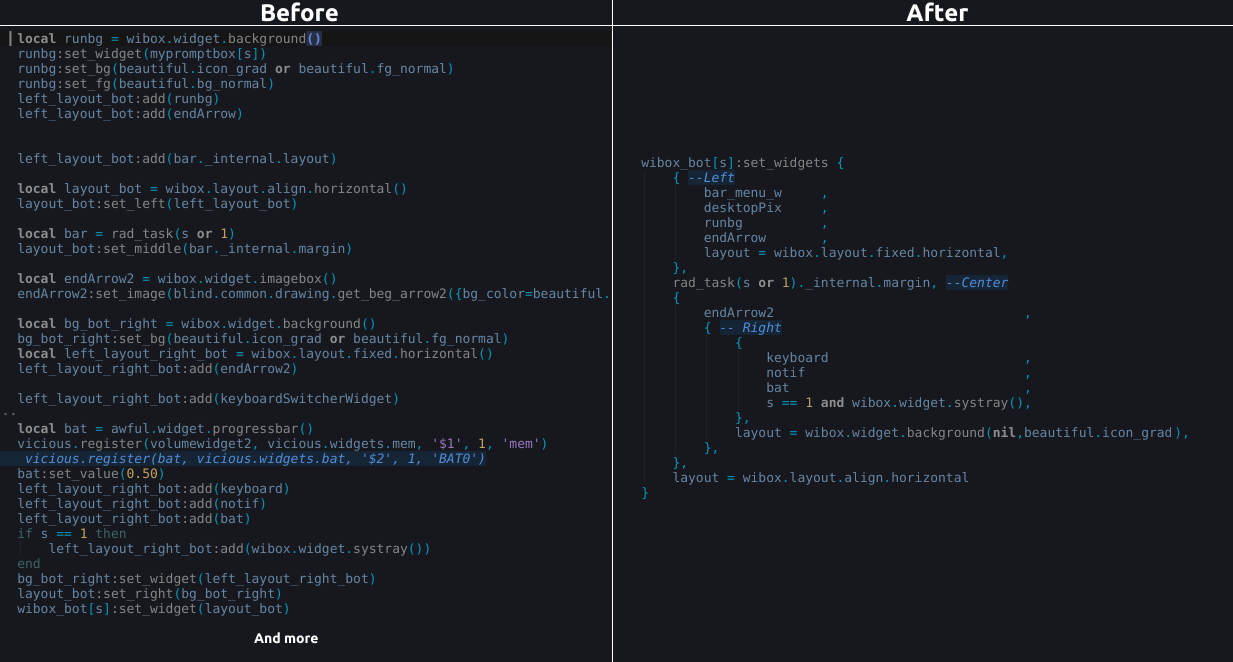 Before
local runbg = wibox.widget.background()
runbg:set_widget(mypromptbox[s])
runbg:set_bg(beautiful.icon_grad or beautiful.fg_normal)
runbg:set_fg(beautiful.bg_normal)
left_layout_bot:add(runbg)
left_layout_bot:add(endArrow)
left_layout_bot:add(bar._internal.layout)
local layout_bot = wibox.layout.align.horizontal()
layout_bot:set_left(left_layout_bot)
local bar = rad_task(s or 1)
layout_bot:set_middle(bar._internal.margin)
local endArrow2 = wibox.widget.imagebox()
endArrow2:set_image(blind.common.drawing.get_beg_arrow2({bg_color=beautiful.
local bg_bot_right = wibox.widget.background()
bg_bot_right:set_bg(beautiful.icon_grad or beautiful.fg_normal)
local left_layout_right_bot = wibox.layout.fixed.horizontal()
left_layout_right_bot:add(endArrow2)
left_layout_right_bot:add(keyboardSwitcherWidget)
..
local bat = awful.widget.progressbar()
vicious.register(volumewidget2, vicious.widgets.mem, '$1', 1, 'mem')
vicious.register(bat, vicious.widgets.bat, '$2', 1, 'BAT0')
bat:set_value(0.50)
left_layout_right_bot:add(keyboard)
left_layout_right_bot:add(notif)
left_layout_right_bot:add(bat)
if s == 1 then
left_layout_right_bot:add(wibox.widget.systray())
end
bg_bot_right:set_widget(left_layout_right_bot)
layout_bot:set_right(bg_bot_right)
wibox_bot[s]:set_widget(layout_bot)
And more
After
wibox_bot[s]:set_widgets {
{ --Left
bar_menu_w ,
desktopPix ,
runbg ,
endArrow ,
layout = wibox.layout.fixed.horizontal,
},
rad_task(s or 1)._internal.margin, --Center
{
endArrow2 ,
{ -- Right
{
keyboard ,
notif ,
bat ,
s == 1 and wibox.widget.systray(),
},
layout = wibox.widget.background(nil,beautiful.icon_grad),
},
},
layout = wibox.layout.align.horizontal
}